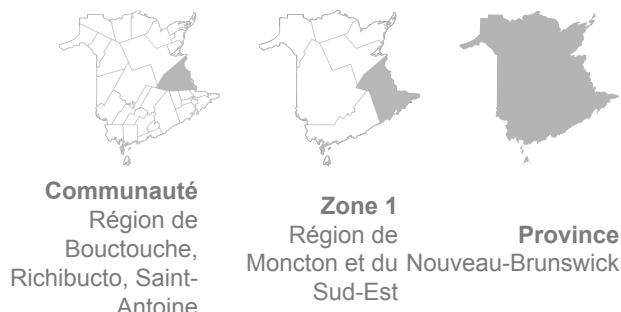 Communauté
Région de
Bouctouche,
Richibucto, Saint-
Antoine
Zone 1
Région de
Moncton et du
Sud-Est
Province
Nouveau-Brunswick